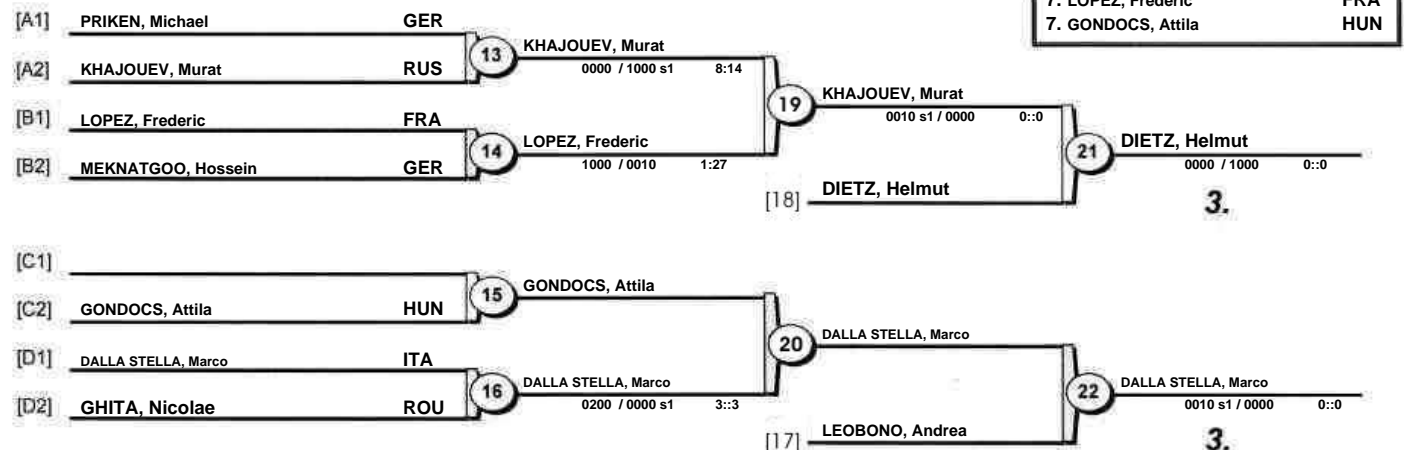 7. LOPEZ, Frederic FRA
7. GONDOCS, Attila HUN
[A1] PRIKEN, Michael GER
13 KHAJOUEV, Murat
[A2] KHAJOUEV, Murat RUS
0000 / 1000 s1 8:14
19 KHAJOUEV, Murat
0010 s1 / 0000 0::0
[B1] LOPEZ, Frederic FRA
14 LOPEZ, Frederic
1000 / 0010 1:27
[B2] MEKNATGOO, Hossein GER
21 DIETZ, Helmut
0000 / 1000 0::0
[18] DIETZ, Helmut
3.
[C1]
15 GONDOCS, Attila
[C2] GONDOCS, Attila HUN
20 DALLA STELLA, Marco
[D1] DALLA STELLA, Marco ITA
16 DALLA STELLA, Marco
0200 / 0000 s1 3::3
[D2] GHITA, Nicolae ROU
22 DALLA STELLA, Marco
0010 s1 / 0000 0::0
[17] LEOBONO, Andrea
3.